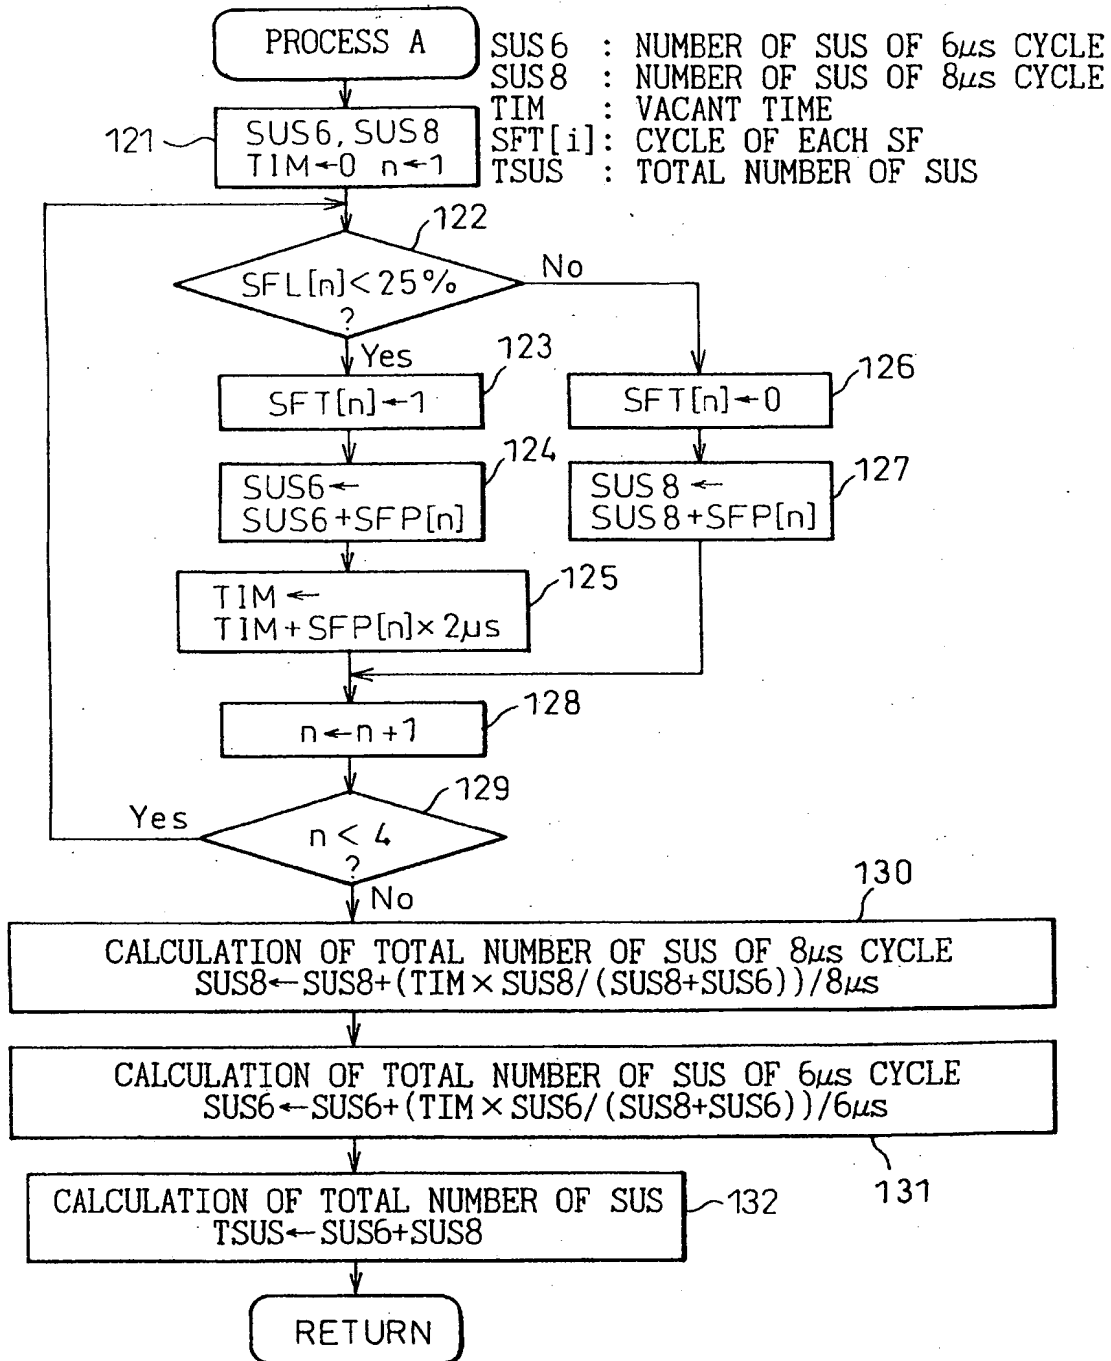 PROCESS A
SUS6 : NUMBER OF SUS OF 6μs CYCLE
SUS8 : NUMBER OF SUS OF 8μs CYCLE
TIM : VACANT TIME
SFT[i]: CYCLE OF EACH SF
TSUS : TOTAL NUMBER OF SUS
121
SUS6, SUS8
TIM←0 n←1
122
SFL[n]<25%
?
No
Yes
123
SFT[n]←1
126
SFT[n]←0
124
SUS6←
SUS6+SFP[n]
127
SUS8←
SUS8+SFP[n]
125
TIM←
TIM+SFP[n]×2μs
128
n←n+1
129
Yes
n < 4
?
No
130
CALCULATION OF TOTAL NUMBER OF SUS OF 8μs CYCLE
SUS8←SUS8+(TIM×SUS8/(SUS8+SUS6))/8μs
CALCULATION OF TOTAL NUMBER OF SUS OF 6μs CYCLE
SUS6←SUS6+(TIM×SUS6/(SUS8+SUS6))/6μs
131
CALCULATION OF TOTAL NUMBER OF SUS
TSUS←SUS6+SUS8
132
RETURN